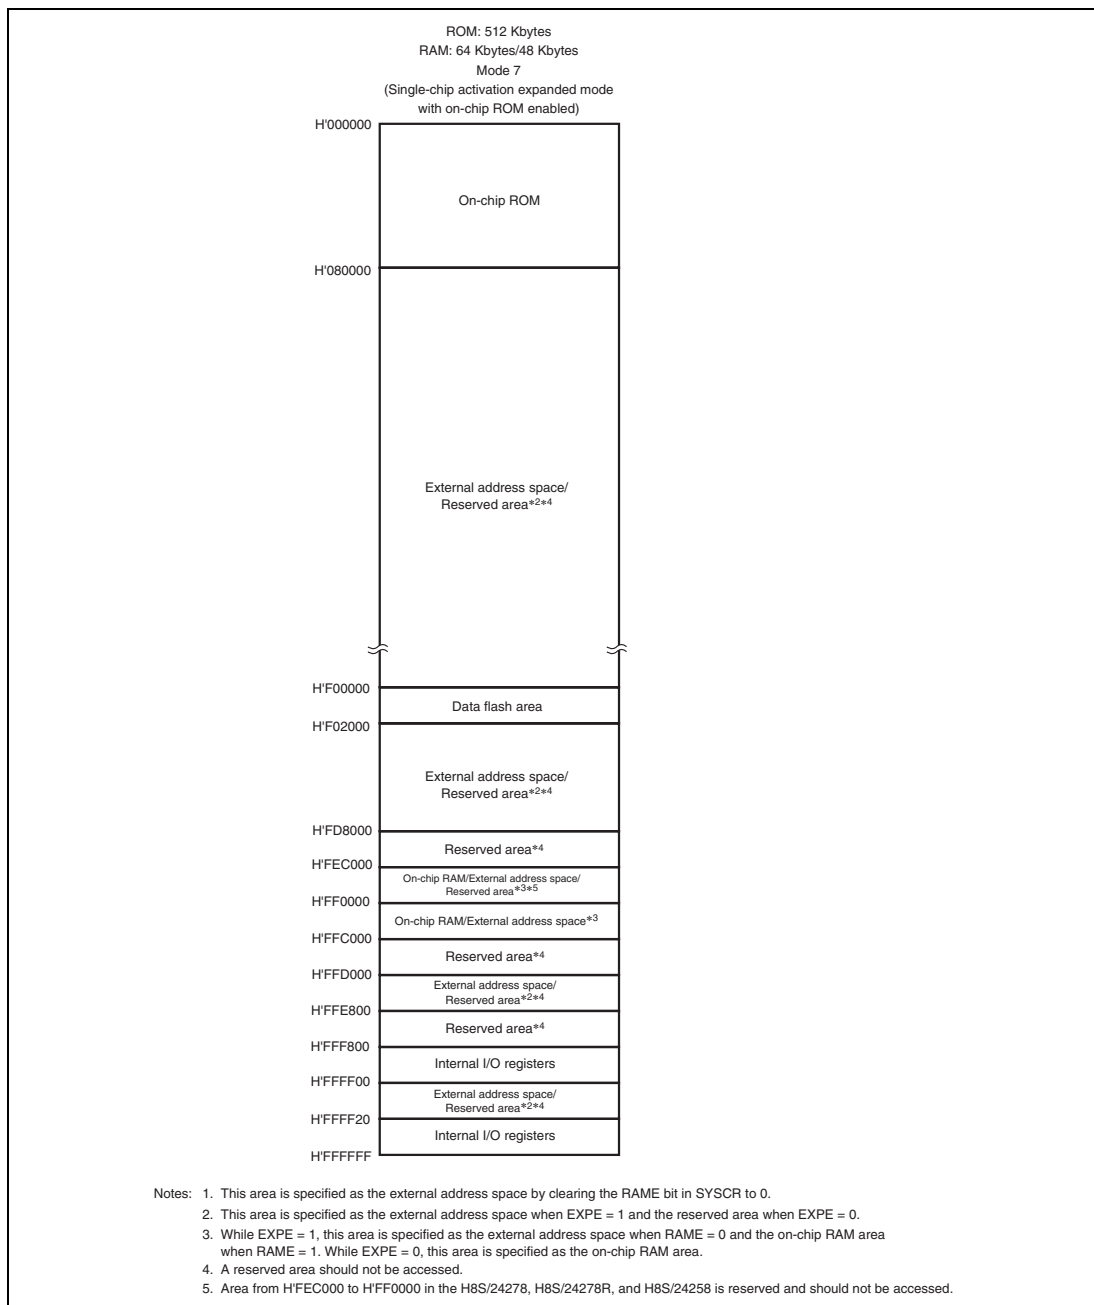 ROM: 512 Kbytes
RAM: 64 Kbytes/48 Kbytes
Mode 7
(Single-chip activation expanded mode
with on-chip ROM enabled)
H'000000
On-chip ROM
H'080000
External address space/
Reserved area*2*4
H'F00000
Data flash area
H'F02000
External address space/
Reserved area*2*4
H'FD8000
Reserved area*4
H'FEC000
On-chip RAM/External address space/
Reserved area*3*5
H'FF0000
On-chip RAM/External address space*3
H'FFC000
Reserved area*4
H'FFD000
External address space/
Reserved area*2*4
H'FFE800
Reserved area*4
H'FFF800
Internal I/O registers
H'FFFF00
External address space/
Reserved area*2*4
H'FFFF20
Internal I/O registers
H'FFFFFF
Notes: 1. This area is specified as the external address space by clearing the RAME bit in SYSCR to 0.
2. This area is specified as the external address space when EXPE = 1 and the reserved area when EXPE = 0.
3. While EXPE = 1, this area is specified as the external address space when RAME = 0 and the on-chip RAM area
when RAME = 1. While EXPE = 0, this area is specified as the on-chip RAM area.
4. A reserved area should not be accessed.
5. Area from H'FEC000 to H'FF0000 in the H8S/24278, H8S/24278R, and H8S/24258 is reserved and should not be accessed.